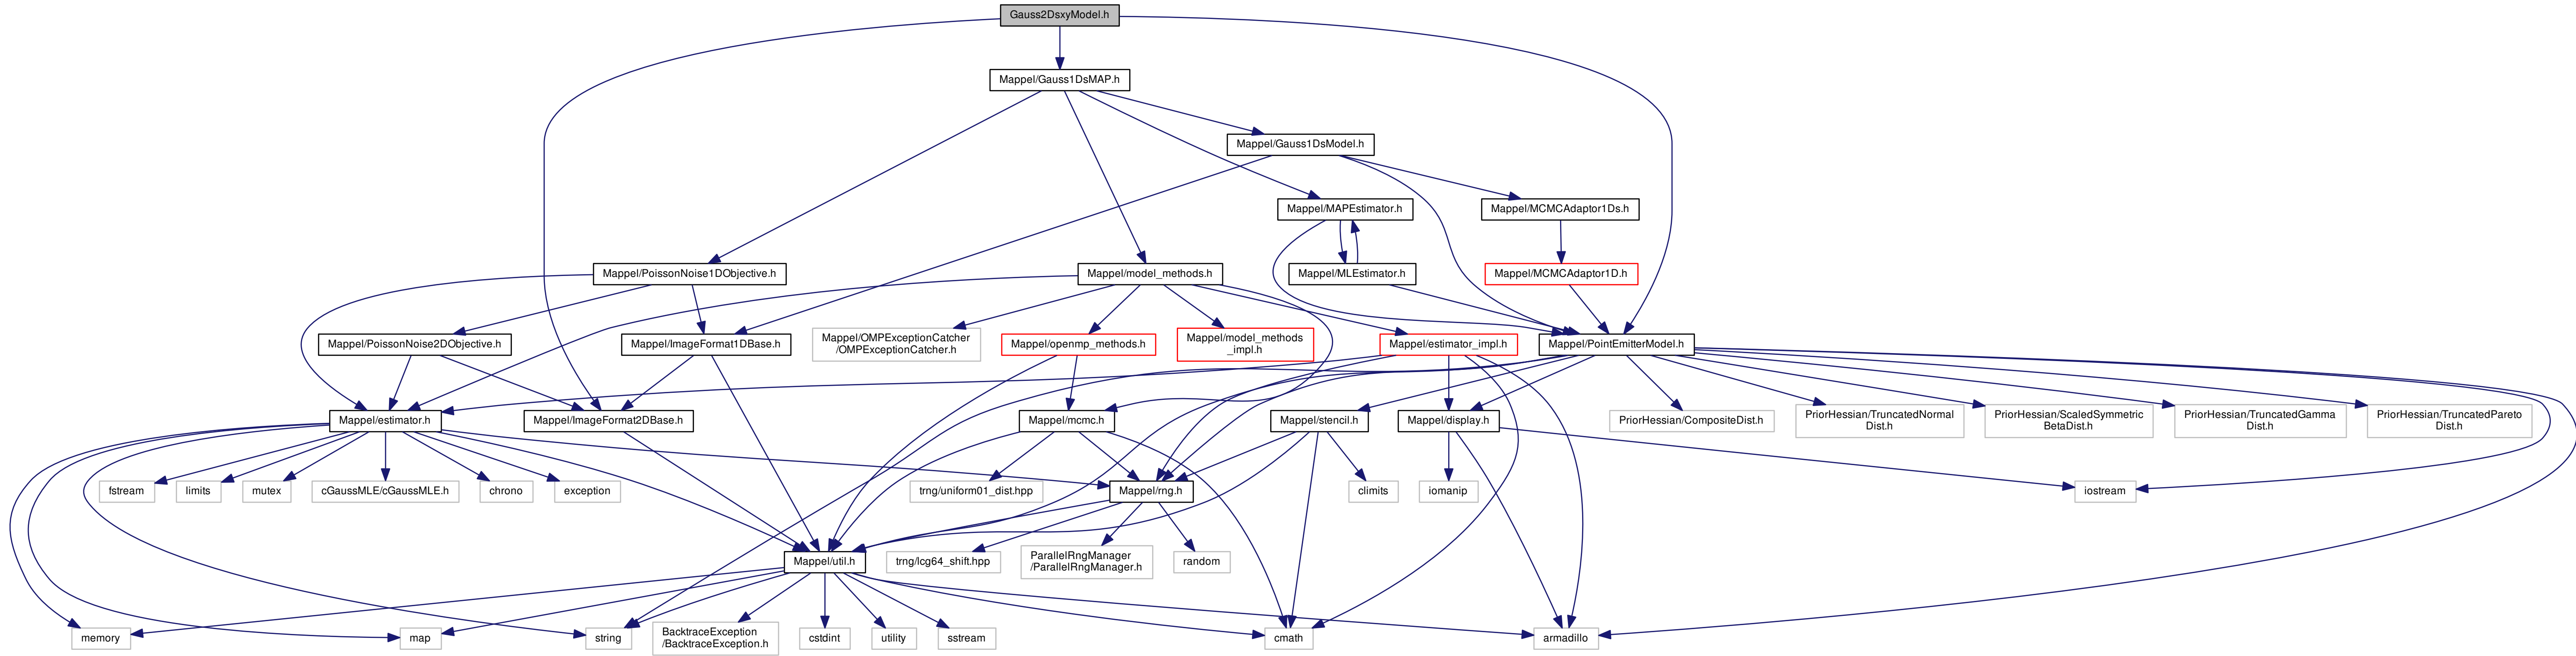 Gauss2DsxyModel.h
Mappel/Gauss1DsMAP.h
Mappel/Gauss1DsModel.h
Mappel/MAPEstimator.h
Mappel/MCMCAdaptor1Ds.h
Mappel/PoissonNoise1DObjective.h
Mappel/model_methods.h
Mappel/MLEstimator.h
Mappel/MCMCAdaptor1D.h
Mappel/PoissonNoise2DObjective.h
Mappel/ImageFormat1DBase.h
Mappel/OMPExceptionCatcher
/OMPExceptionCatcher.h
Mappel/openmp_methods.h
Mappel/model_methods
_impl.h
Mappel/estimator_impl.h
Mappel/PointEmitterModel.h
Mappel/estimator.h
Mappel/ImageFormat2DBase.h
Mappel/mcmc.h
Mappel/stencil.h
Mappel/display.h
PriorHessian/CompositeDist.h
PriorHessian/TruncatedNormal
Dist.h
PriorHessian/ScaledSymmetric
BetaDist.h
PriorHessian/TruncatedGamma
Dist.h
PriorHessian/TruncatedPareto
Dist.h
fstream
limits
mutex
cGaussMLE/cGaussMLE.h
chrono
exception
trng/uniform01_dist.hpp
Mappel/rng.h
climits
iomanip
iostream
Mappel/util.h
trng/lcg64_shift.hpp
ParallelRngManager
/ParallelRngManager.h
random
memory
map
string
BacktraceException
/BacktraceException.h
cstdint
utility
sstream
cmath
armadillo